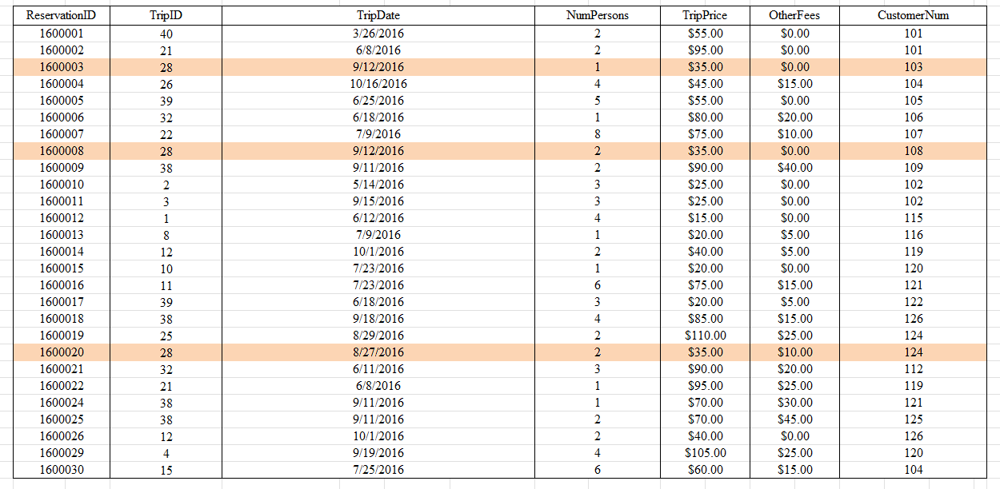 ReservationID TripID TripDate NumPersons TripPrice OtherFees CustomerNum
1600001 40 3/26/2016 2 $55.00 $0.00 101
1600002 21 6/8/2016 2 $95.00 $0.00 101
1600003 28 9/12/2016 1 $35.00 $0.00 103
1600004 26 10/16/2016 4 $45.00 $15.00 104
1600005 39 6/25/2016 5 $55.00 $0.00 105
1600006 32 6/18/2016 1 $80.00 $20.00 106
1600007 22 7/9/2016 8 $75.00 $10.00 107
1600008 28 9/12/2016 2 $35.00 $0.00 108
1600009 38 9/11/2016 2 $90.00 $40.00 109
1600010 2 5/14/2016 3 $25.00 $0.00 102
1600011 3 9/15/2016 3 $25.00 $0.00 102
1600012 1 6/12/2016 4 $15.00 $0.00 115
1600013 8 7/9/2016 1 $20.00 $5.00 116
1600014 12 10/1/2016 2 $40.00 $5.00 119
1600015 10 7/23/2016 1 $20.00 $0.00 120
1600016 11 7/23/2016 6 $75.00 $15.00 121
1600017 39 6/18/2016 3 $20.00 $5.00 122
1600018 38 9/18/2016 4 $85.00 $15.00 126
1600019 25 8/29/2016 2 $110.00 $25.00 124
1600020 28 8/27/2016 2 $35.00 $10.00 124
1600021 32 6/11/2016 3 $90.00 $20.00 112
1600022 21 6/8/2016 1 $95.00 $25.00 119
1600024 38 9/11/2016 1 $70.00 $30.00 121
1600025 38 9/11/2016 2 $70.00 $45.00 125
1600026 12 10/1/2016 2 $40.00 $0.00 126
1600029 4 9/19/2016 4 $105.00 $25.00 120
1600030 15 7/25/2016 6 $60.00 $15.00 104